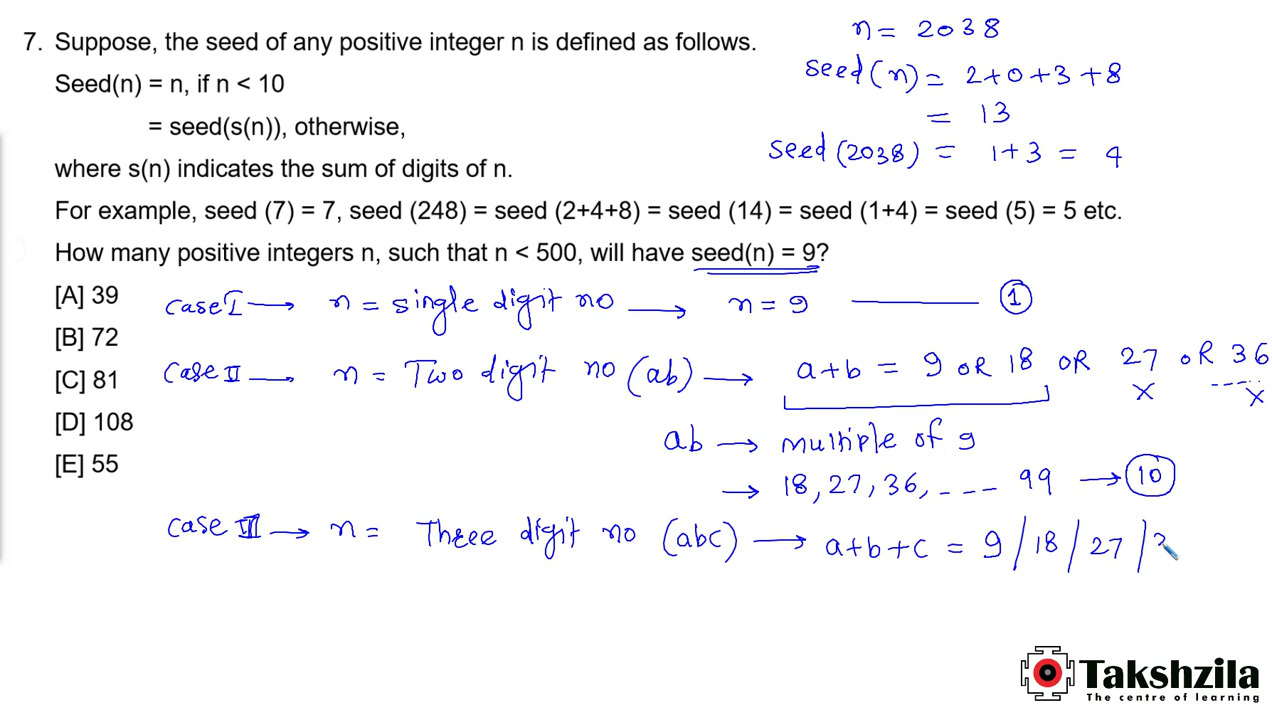 7. Suppose, the seed of any positive integer n is defined as follows.
Seed(n) = n, if n < 10
= seed(s(n)), otherwise,
where s(n) indicates the sum of digits of n.
For example, seed (7) = 7, seed (248) = seed (2+4+8) = seed (14) = seed (1+4) = seed (5) = 5 etc.
How many positive integers n, such that n < 500, will have seed(n) = 9?
[A] 39
[B] 72
[C] 81
[D] 108
[E] 55
n = 2038
seed(n) = 2+0+3+8
= 13
seed(2038) = 1+3 = 4
case I → n = single digit no → n = 9 —— 1
case II → n = Two digit no (ab) → a+b = 9 OR 18 OR 27 OR 36
x x
ab → multiple of 9
→ 18, 27, 36, ---- 99 → 10
case III → n = Three digit no (abc) → a+b+c = 9/18/27/
Takshzila
The centre of learning